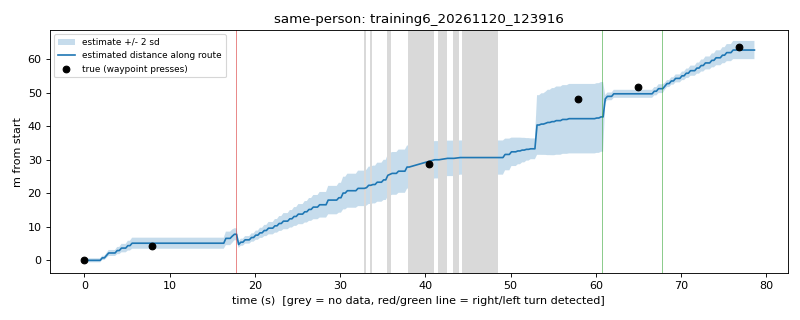 same-person: training6_20261120_123916
estimate +/- 2 sd
estimated distance along route
true (waypoint presses)
m from start
60
50
40
30
20
10
0
0 10 20 30 40 50 60 70 80
time (s) [grey = no data, red/green line = right/left turn detected]